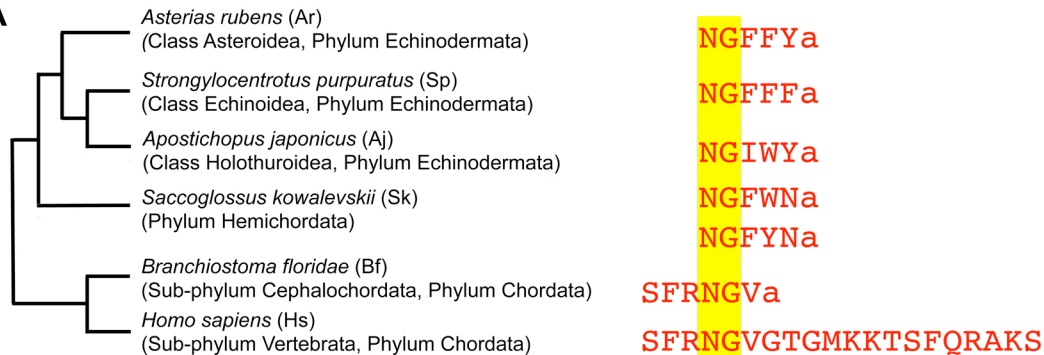 A
Asterias rubens (Ar)
(Class Asteroidea, Phylum Echinodermata)
NGFFYa
Strongylocentrotus purpuratus (Sp)
(Class Echinoidea, Phylum Echinodermata)
NGFFFa
Apostichopus japonicus (Aj)
(Class Holothuroidea, Phylum Echinodermata)
NGIWYa
Saccoglossus kowalevskii (Sk)
(Phylum Hemichordata)
NGFWNa
NGFYNa
Branchiostoma floridae (Bf)
(Sub-phylum Cephalochordata, Phylum Chordata)
SFRNGVa
Homo sapiens (Hs)
(Sub-phylum Vertebrata, Phylum Chordata)
SFRNGVGTGMKKTSFQRAKS